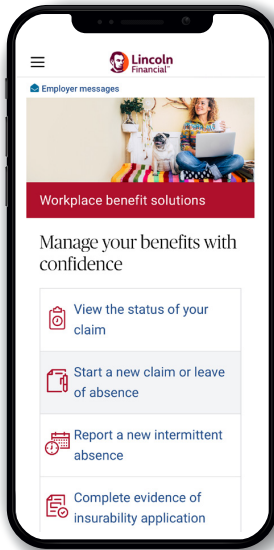 Lincoln
Financial™
Employer messages
Workplace benefit solutions
Manage your benefits with
confidence
View the status of your
claim
Start a new claim or leave
of absence
Report a new intermittent
absence
Complete evidence of
insurability application